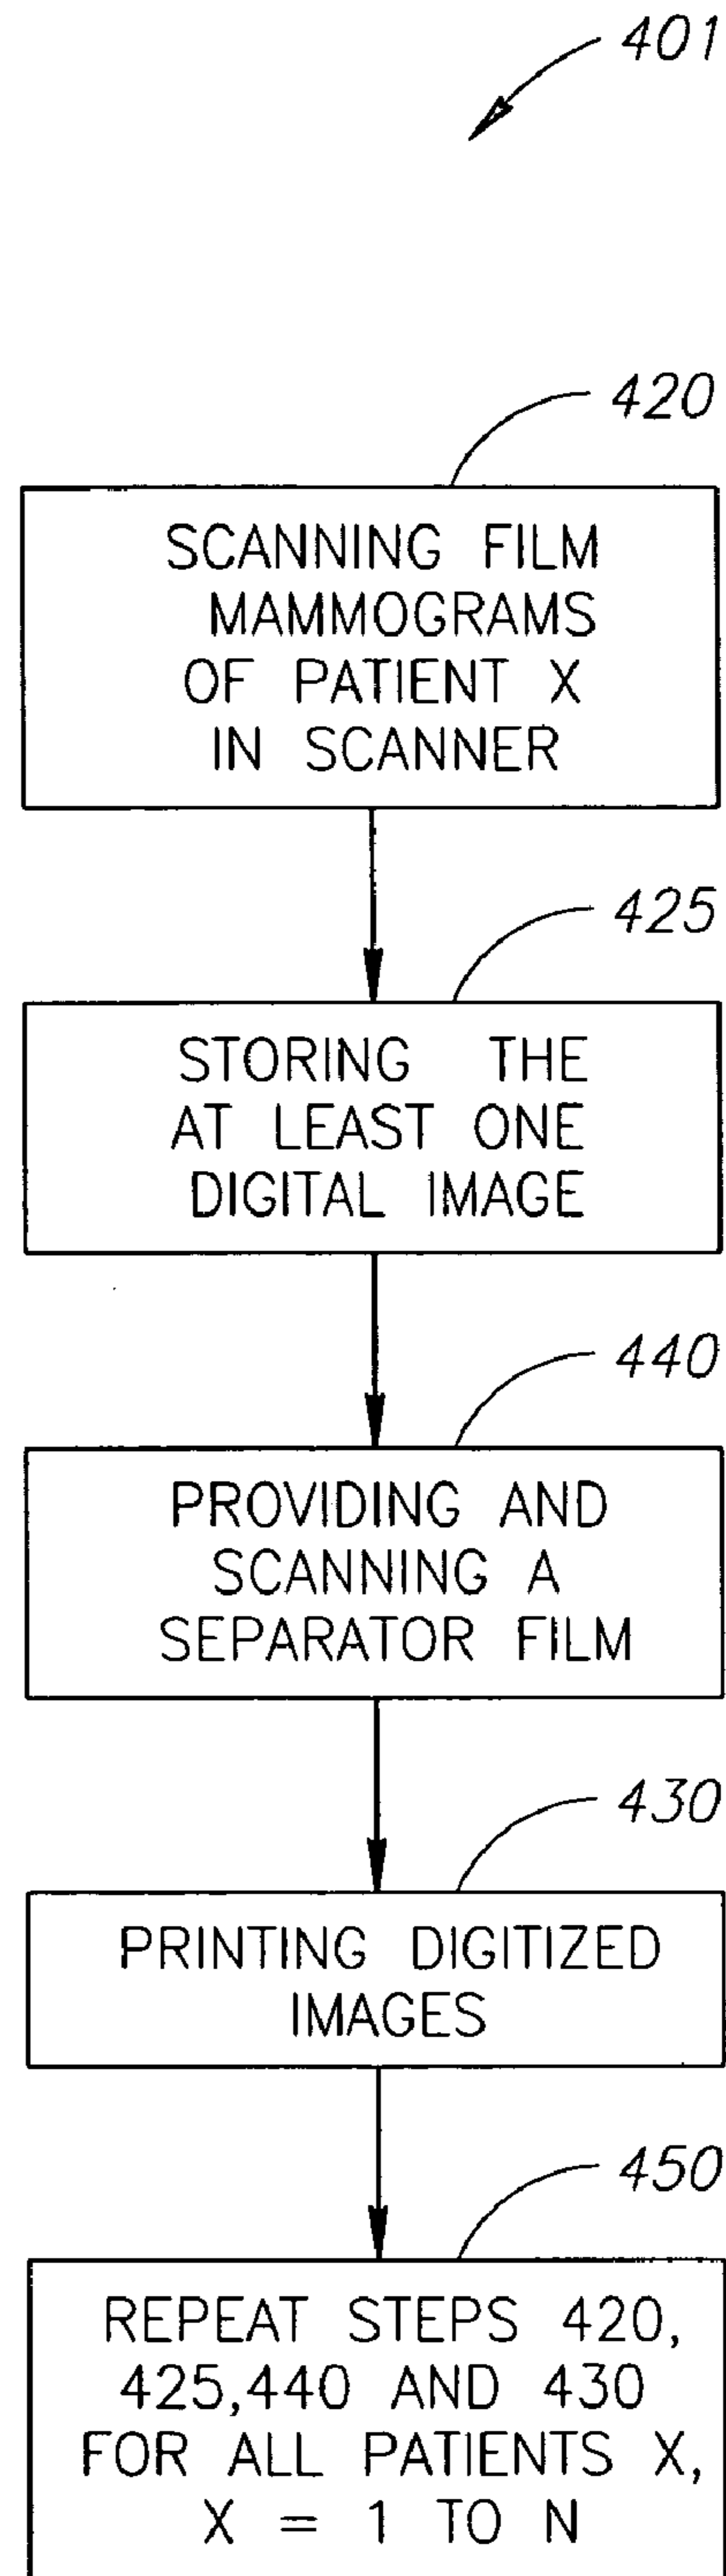 401
420
SCANNING FILM
MAMMOGRAMS
OF PATIENT X
IN SCANNER
425
STORING THE
AT LEAST ONE
DIGITAL IMAGE
440
PROVIDING AND
SCANNING A
SEPARATOR FILM
430
PRINTING DIGITIZED
IMAGES
450
REPEAT STEPS 420,
425,440 AND 430
FOR ALL PATIENTS X,
X = 1 TO N